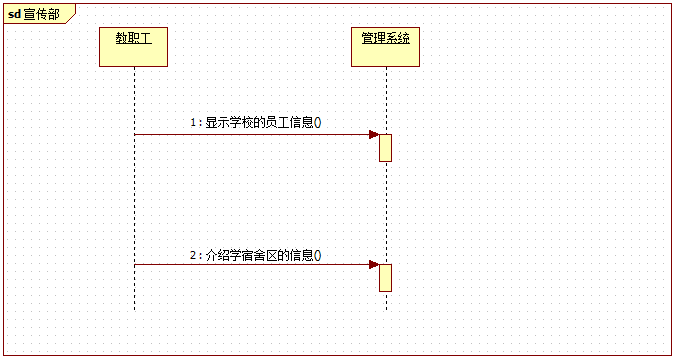 sd 宣传部
教职工
管理系统
1 : 显示学校的员工信息()
2 : 介绍学宿舍区的信息()